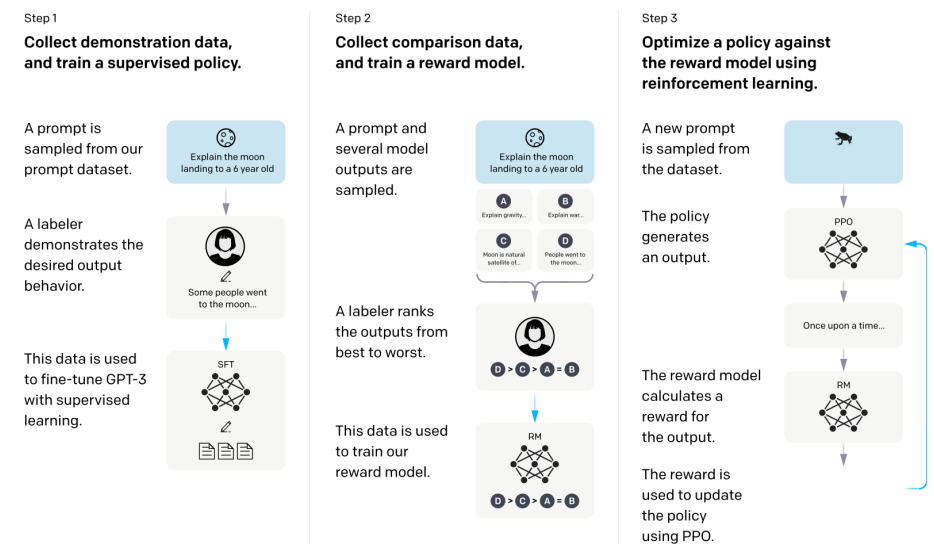 Step 1
Collect demonstration data,
and train a supervised policy.
A prompt is
sampled from our
prompt dataset.
Explain the moon
landing to a 6 year old
A labeler
demonstrates the
desired output
behavior.
Some people went
to the moon...
This data is used
to fine-tune GPT-3
with supervised
learning.
SFT
Step 2
Collect comparison data,
and train a reward model.
A prompt and
several model
outputs are
sampled.
Explain the moon
landing to a 6 year old
A
Explain gravity...
B
Explain war...
C
Moon is natural
satellite of...
D
People went to
the moon...
A labeler ranks
the outputs from
best to worst.
D > C > A = B
This data is used
to train our
reward model.
RM
D > C > A = B
Step 3
Optimize a policy against
the reward model using
reinforcement learning.
A new prompt
is sampled from
the dataset.
The policy
generates
an output.
PPO
Once upon a time...
The reward model
calculates a
reward for
the output.
RM
The reward is
used to update
the policy
using PPO.